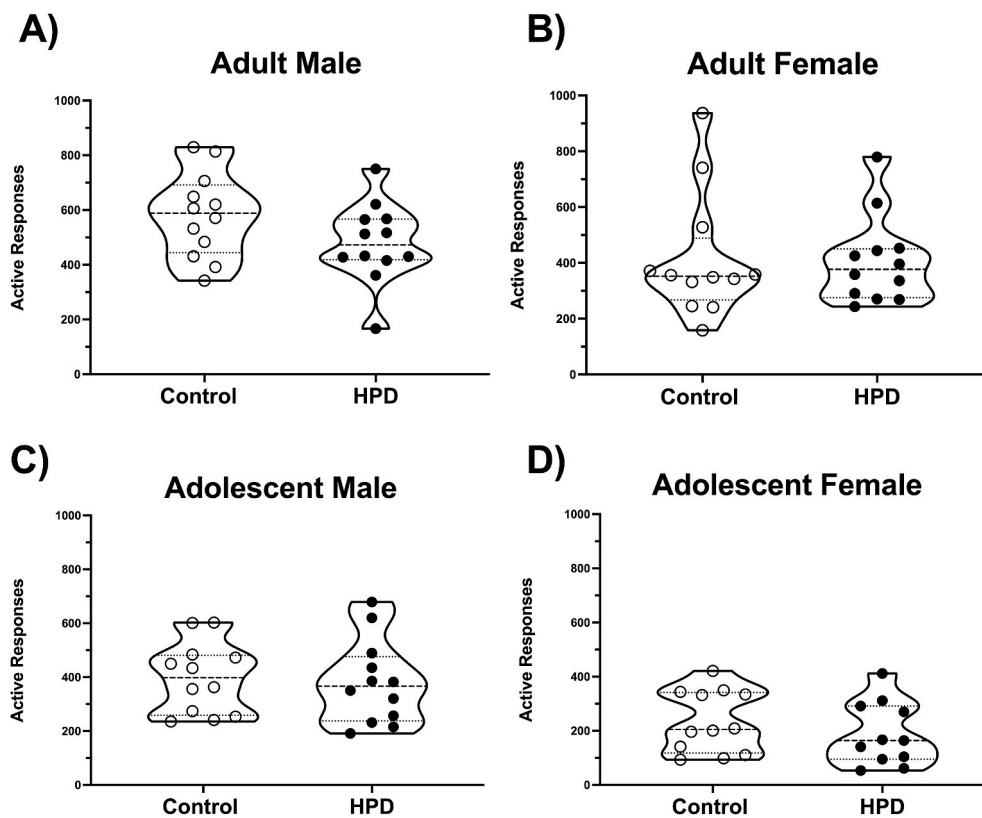 A)
Adult Male
Active Responses
1000
800
600
400
200
0
Control HPD
B)
Adult Female
Active Responses
1000
800
600
400
200
0
Control HPD
C)
Adolescent Male
Active Responses
1000
800
600
400
200
0
Control HPD
D)
Adolescent Female
Active Responses
1000
800
600
400
200
0
Control HPD